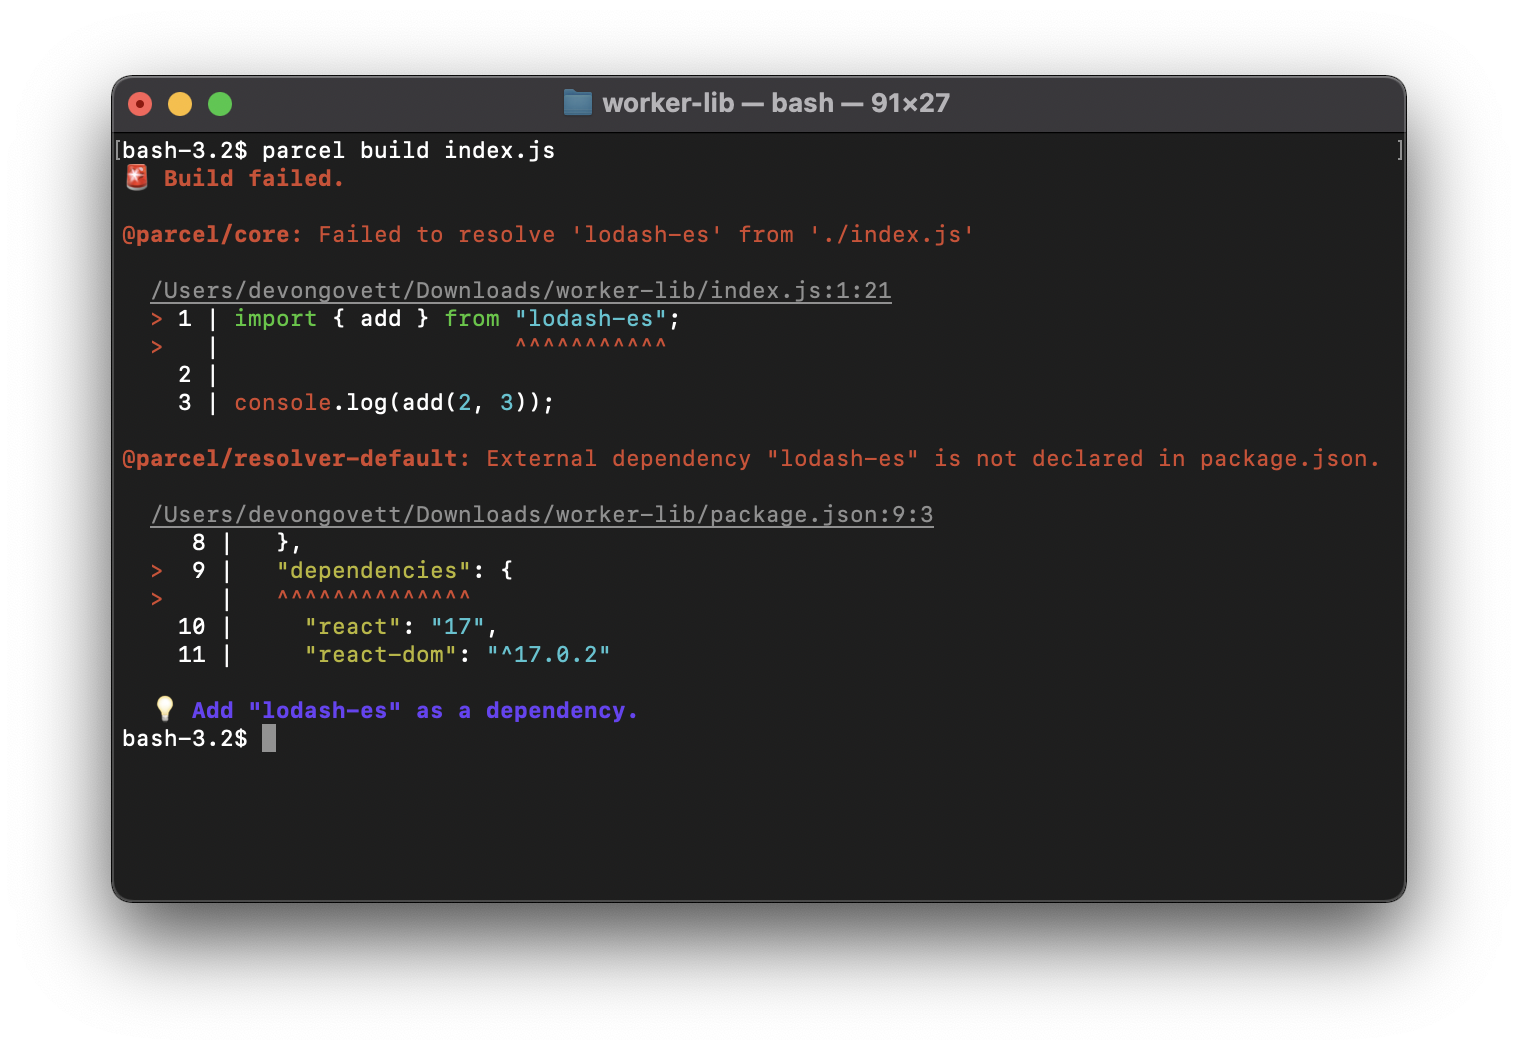 worker-lib — bash — 91×27
[bash-3.2$ parcel build index.js ]
🚨 Build failed.
@parcel/core: Failed to resolve 'lodash-es' from './index.js'
/Users/devongovett/Downloads/worker-lib/index.js:1:21
> 1 | import { add } from "lodash-es";
>   |                     ^^^^^^^^^^^
2 |
3 | console.log(add(2, 3));
@parcel/resolver-default: External dependency "lodash-es" is not declared in package.json.
/Users/devongovett/Downloads/worker-lib/package.json:9:3
8 |   },
>  9 |   "dependencies": {
>    |   ^^^^^^^^^^^^^^
10 |     "react": "17",
11 |     "react-dom": "^17.0.2"
💡 Add "lodash-es" as a dependency.
bash-3.2$